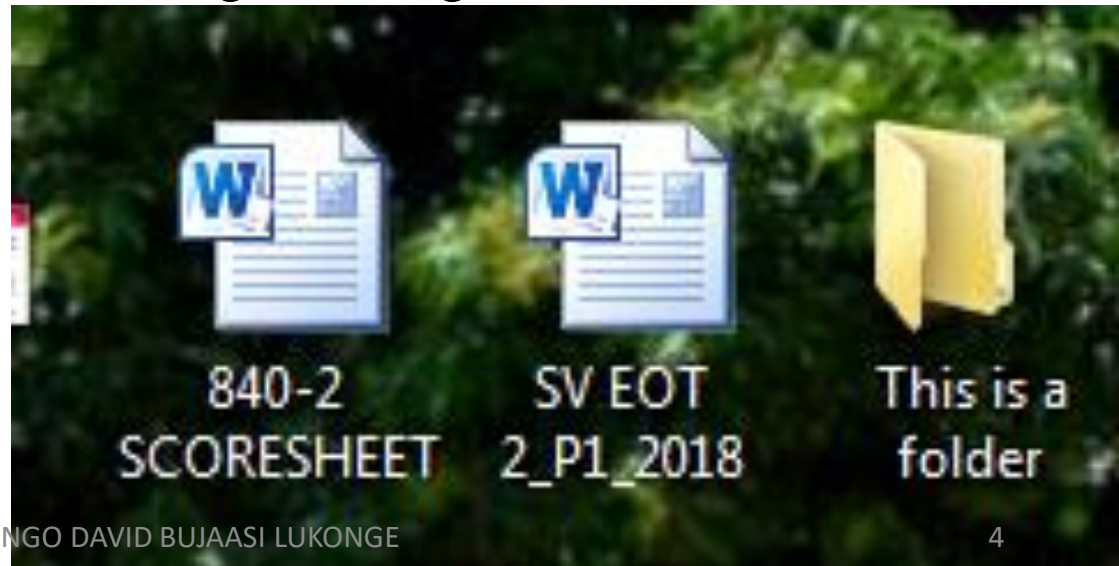 W
W
840-2
SCORESHEET
SV EOT
2_P1_2018
This is a
folder
NGO DAVID BUJAASI LUKONGE
4